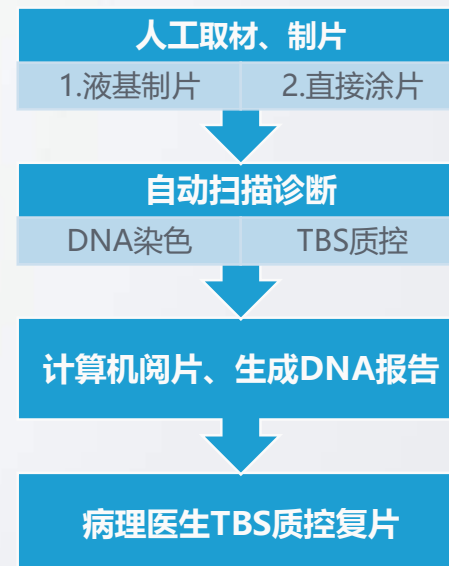 人工取材、制片
1.液基制片 2.直接涂片
自动扫描诊断
DNA染色 TBS质控
计算机阅片、生成DNA报告
病理医生TBS质控复片